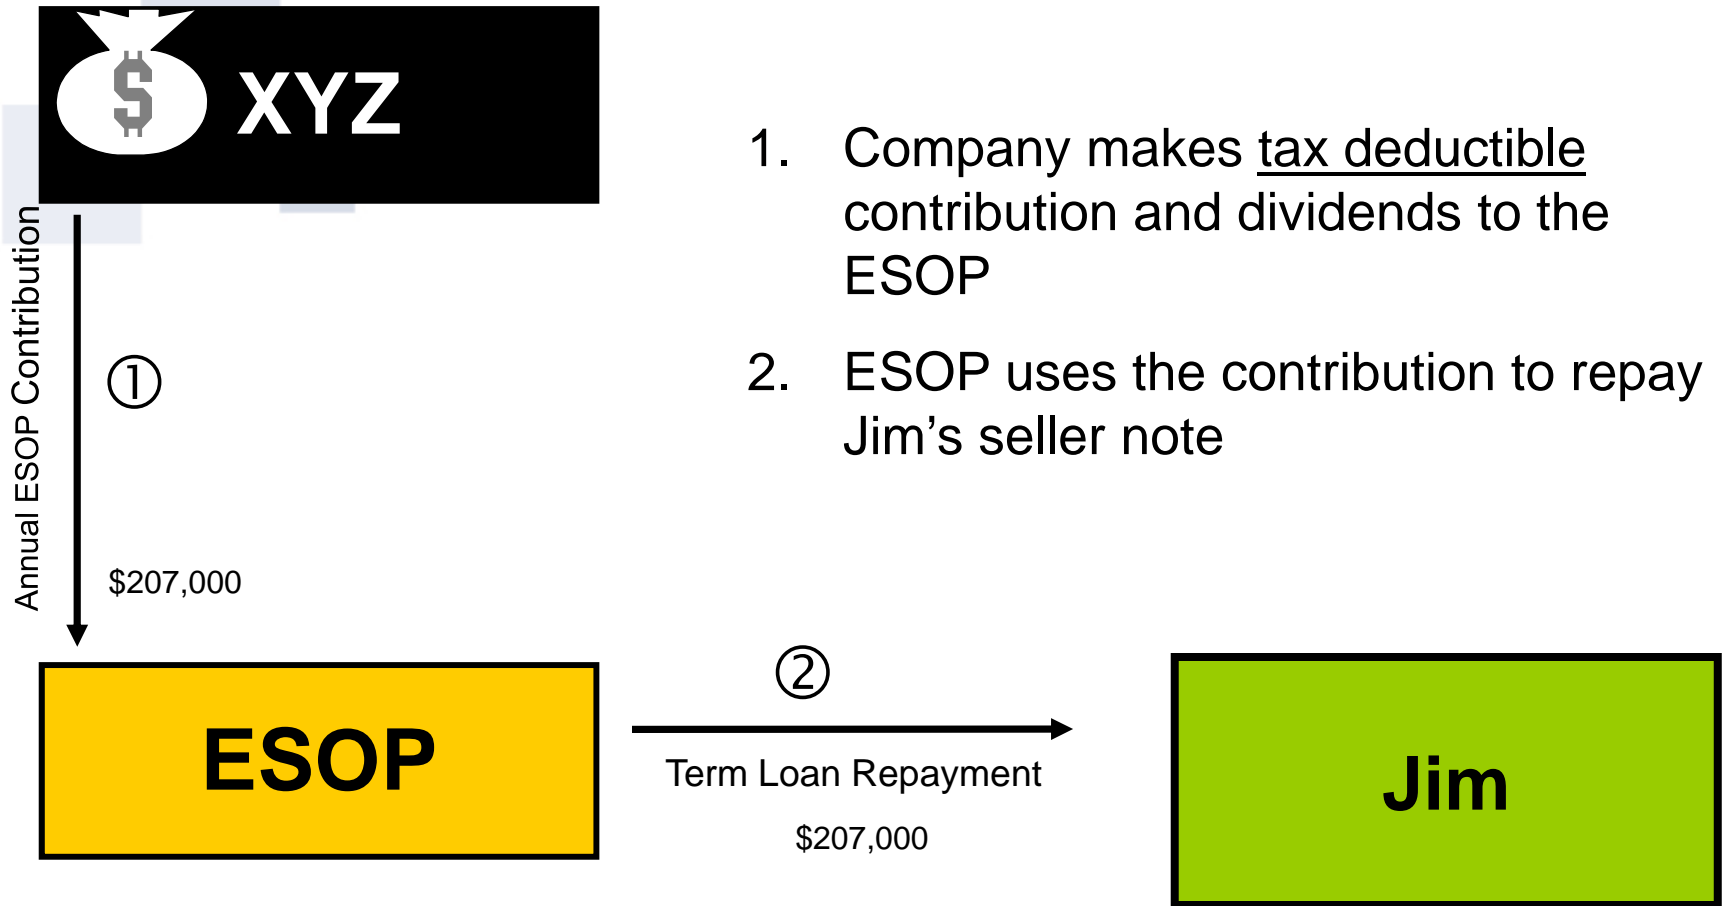 $ XYZ
1. Company makes tax deductible
contribution and dividends to the
ESOP
2. ESOP uses the contribution to repay
Jim’s seller note
Annual ESOP Contribution
①
$207,000
ESOP
②
Term Loan Repayment
$207,000
Jim